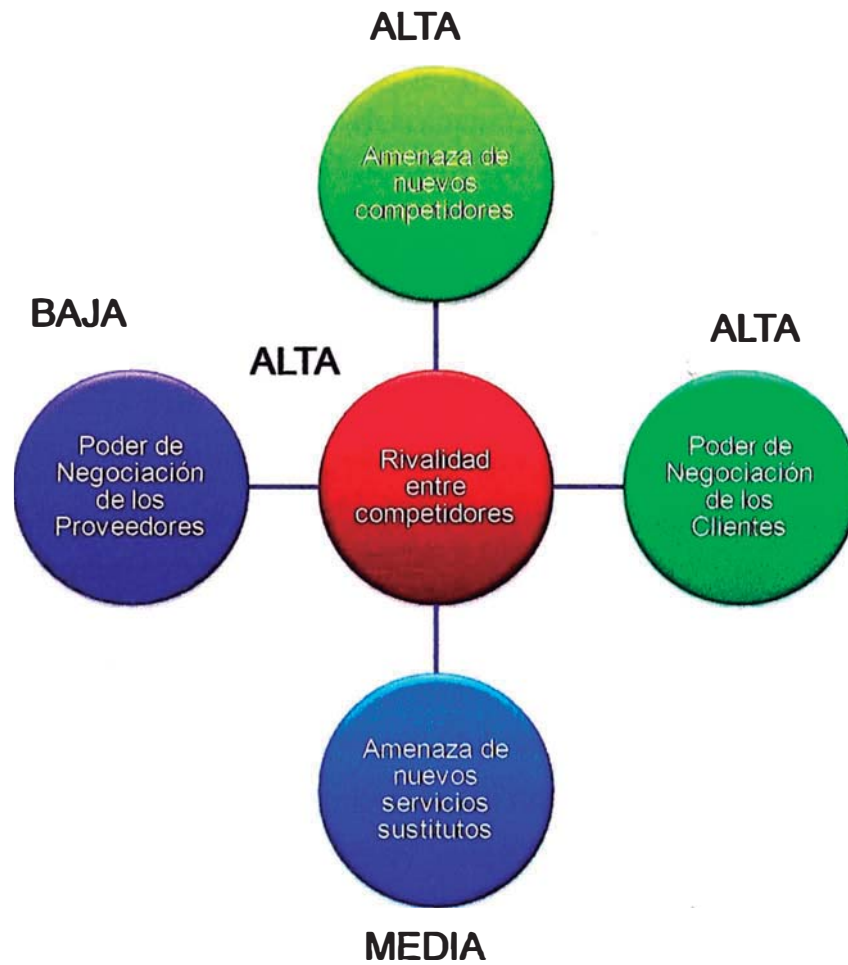 ALTA
Amenaza de
nuevos
competidores
BAJA
ALTA
ALTA
Poder de
Negociación
de los
Proveedores
Rivalidad
entre
competidores
Poder de
Negociación
de los
Clientes
Amenaza de
nuevos
servicios
sustitutos
MEDIA